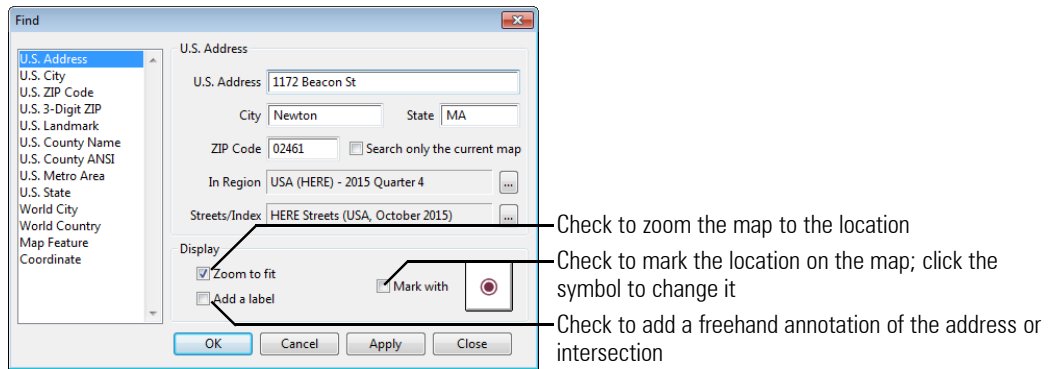 Find
U.S. Address
U.S. City
U.S. ZIP Code
U.S. 3-Digit ZIP
U.S. Landmark
U.S. County Name
U.S. County ANSI
U.S. Metro Area
U.S. State
World City
World Country
Map Feature
Coordinate
U.S. Address
U.S. Address 1172 Beacon St
City Newton State MA
ZIP Code 02461 Search only the current map
In Region USA (HERE) - 2015 Quarter 4 ...
Streets/Index HERE Streets (USA, October 2015) ...
Display
Zoom to fit
Mark with
Add a label
OK Cancel Apply Close
Check to zoom the map to the location
Check to mark the location on the map; click the
symbol to change it
Check to add a freehand annotation of the address or
intersection